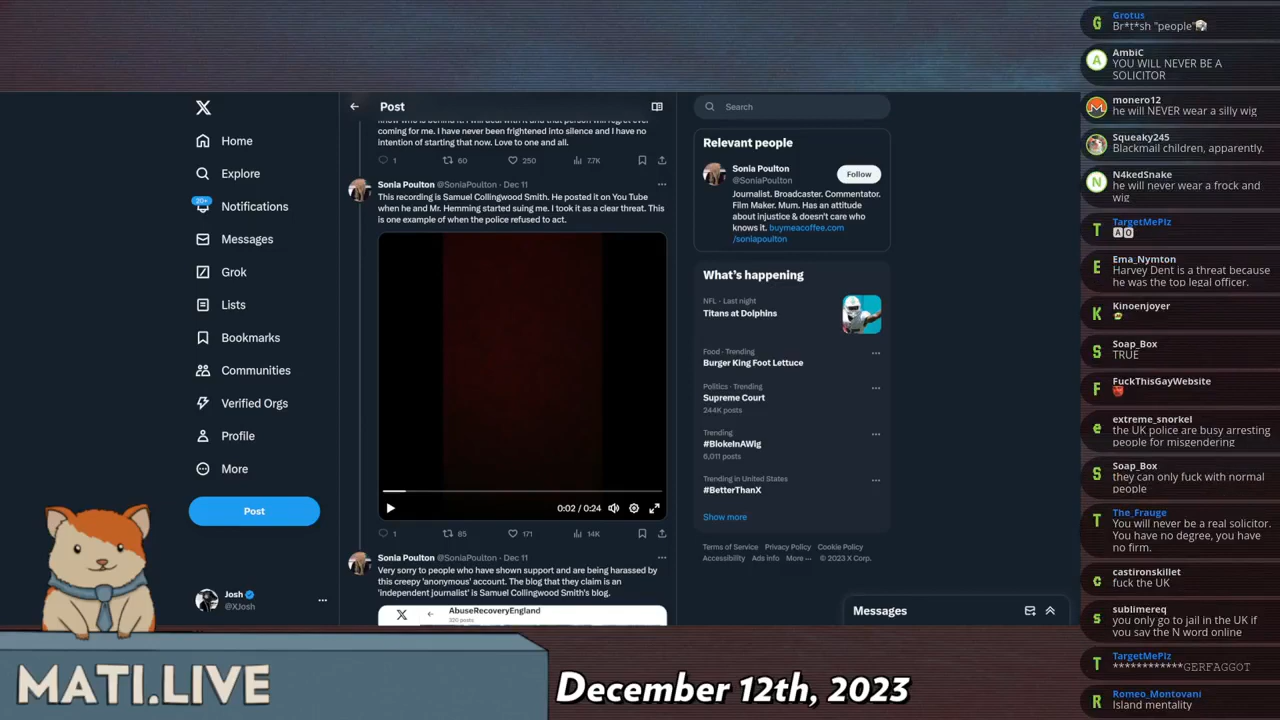 Home
Explore
20+
Notifications
Messages
Grok
Lists
Bookmarks
Communities
Verified Orgs
Profile
More
Post
Josh
@XJosh
Post
know who is behind it. I will deal with it and that person will regret ever
coming for me. I have never been frightened into silence and I have no
intention of starting that now. Love to one and all.
1 60 250 7.7K
Sonia Poulton @SoniaPoulton · Dec 11
This recording is Samuel Collingwood Smith. He posted it on You Tube
when he and Mr. Hemming started suing me. I took it as a clear threat. This
is one example of when the police refused to act.
0:02 / 0:24
1 85 171 14K
Sonia Poulton @SoniaPoulton · Dec 11
Very sorry to people who have shown support and are being harassed by
this creepy 'anonymous' account. The blog that they claim is an
'independent journalist' is Samuel Collingwood Smith's blog.
AbuseRecoveryEngland
320 posts
Search
Relevant people
Sonia Poulton
@SoniaPoulton
Follow
Journalist. Broadcaster. Commentator.
Film Maker. Mum. Has an attitude
about injustice & doesn't care who
knows it. buymeacoffee.com
/soniapoulton
What's happening
NFL · Last night
Titans at Dolphins
Food · Trending
Burger King Foot Lettuce
Politics · Trending
Supreme Court
244K posts
Trending
#BlokeInAWig
6,011 posts
Trending in United States
#BetterThanX
Show more
Terms of Service Privacy Policy Cookie Policy
Accessibility Ads info More ··· © 2023 X Corp.
Messages
G
Grotus
Br*t*sh "people"
A
AmbiC
YOU WILL NEVER BE A
SOLICITOR
monero12
he will NEVER wear a silly wig
Squeaky245
Blackmail children, apparently.
N
N4kedSnake
he will never wear a frock and
wig
T
TargetMePlz
🅰🅾
E
Ema_Nymton
Harvey Dent is a threat because
he was the top legal officer.
K
Kinoenjoyer
S
Soap_Box
TRUE
F
FuckThisGayWebsite
e
extreme_snorkel
the UK police are busy arresting
people for misgendering
S
Soap_Box
they can only fuck with normal
people
T
The_Frauge
You will never be a real solicitor.
You have no degree, you have
no firm.
c
castironskillet
fuck the UK
s
sublimereq
you only go to jail in the UK if
you say the N word online
T
TargetMePlz
************GERFAGGOT
R
Romeo_Montovani
Island mentality
MATI.LIVE
December 12th, 2023